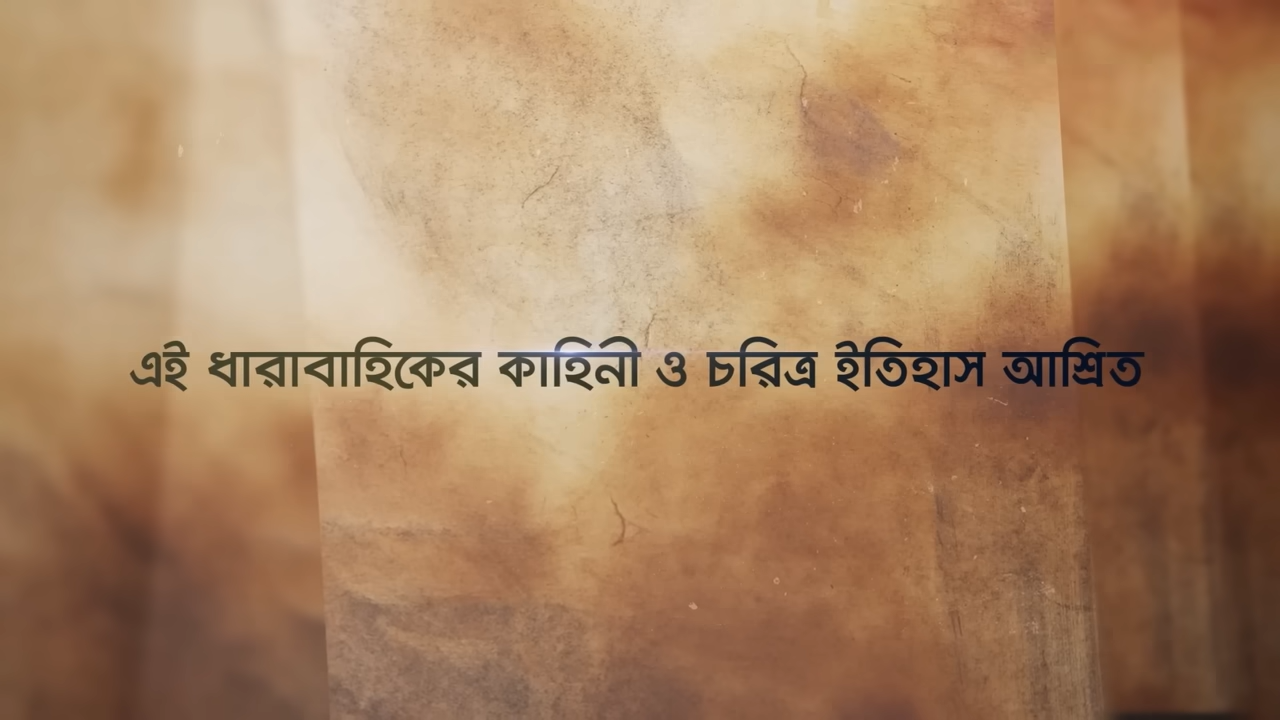 এই ধারাবাহিকের কাহিনী ও চরিত্র ইতিহাস আশ্রিত